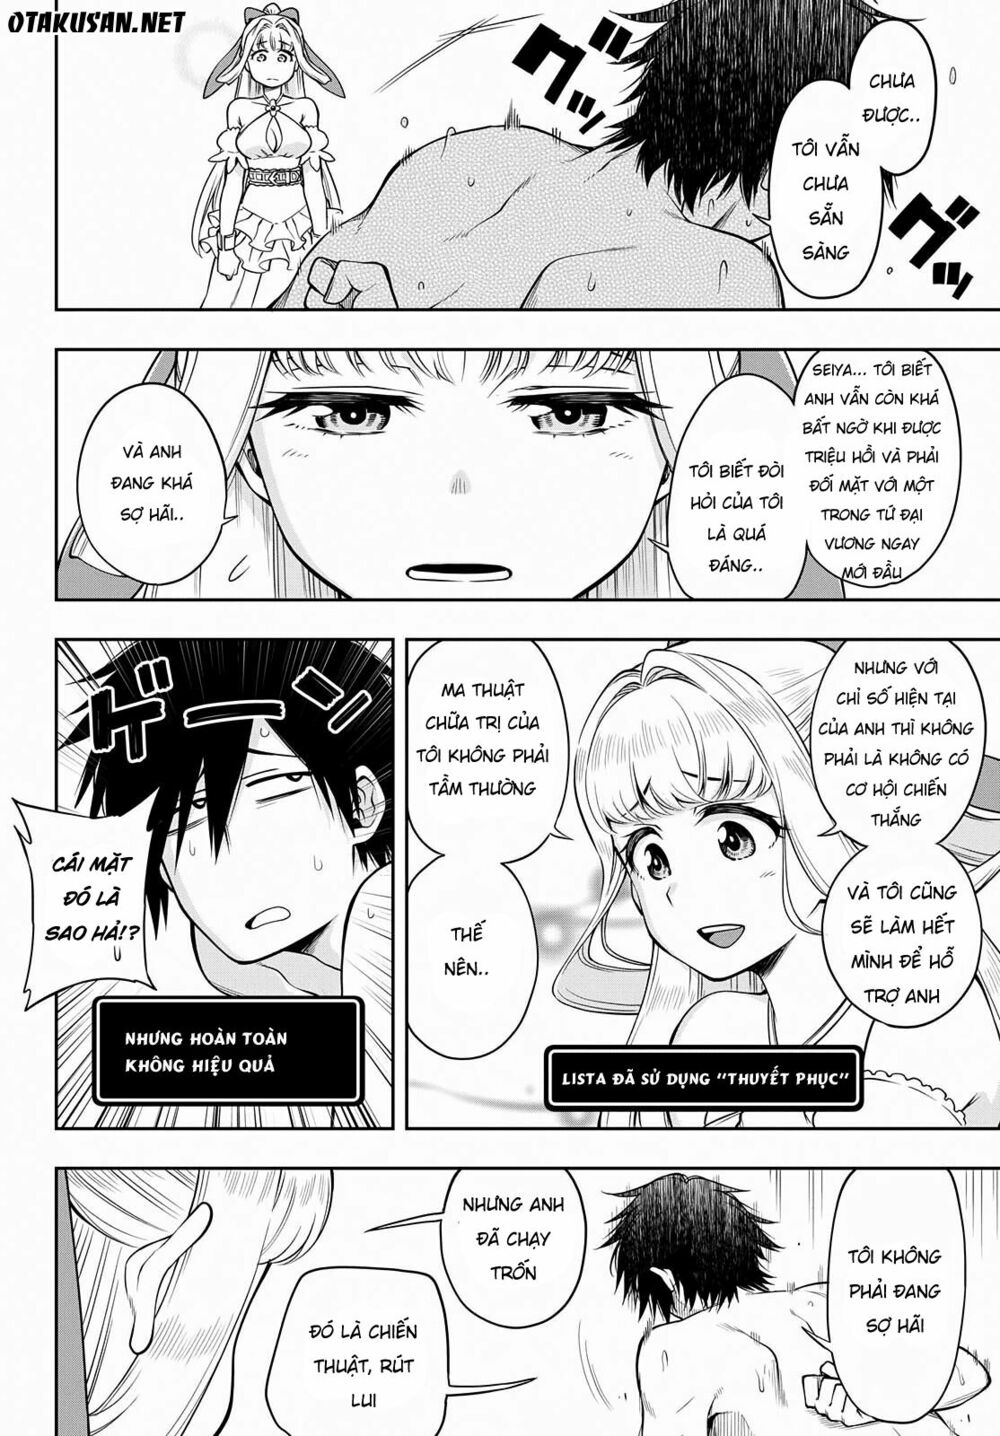 OTAKUSAN.NET
CHƯA
ĐƯỢC..
TÔI VẪN
CHƯA
SẴN
SÀNG
グッグッ
グッ
SEIYA... TÔI BIẾT
ANH VẪN CÒN KHÁ
BẤT NGỜ KHI ĐƯỢC
TRIỆU HỒI VÀ PHẢI
ĐỐI MẶT VỚI MỘT
TRONG TỨ ĐẠI
VƯƠNG NGAY
MỚI ĐẦU
TÔI BIẾT ĐÒI
HỎI CỦA TÔI
LÀ QUÁ
ĐÁNG..
VÀ ANH
ĐANG KHÁ
SỢ HÃI..
NHƯNG VỚI
CHỈ SỐ HIỆN TẠI
CỦA ANH THÌ KHÔNG
PHẢI LÀ KHÔNG CÓ
CƠ HỘI CHIẾN
THẮNG
VÀ TÔI CŨNG
SẼ LÀM HẾT
MÌNH ĐỂ HỖ
TRỢ ANH
MA THUẬT
CHỮA TRỊ CỦA
TÔI KHÔNG PHẢI
TẦM THƯỜNG
THẾ
NÊN..
LISTA ĐÃ SỬ DỤNG "THUYẾT PHỤC"
ゲーン
CÁI MẶT
ĐÓ LÀ
SAO HẢ!?
NHƯNG HOÀN TOÀN
KHÔNG HIỆU QUẢ
TÔI KHÔNG
PHẢI ĐANG
SỢ HÃI
NHƯNG ANH
ĐÃ CHẠY
TRỐN
ĐÓ LÀ CHIẾN
THUẬT, RÚT
LUI